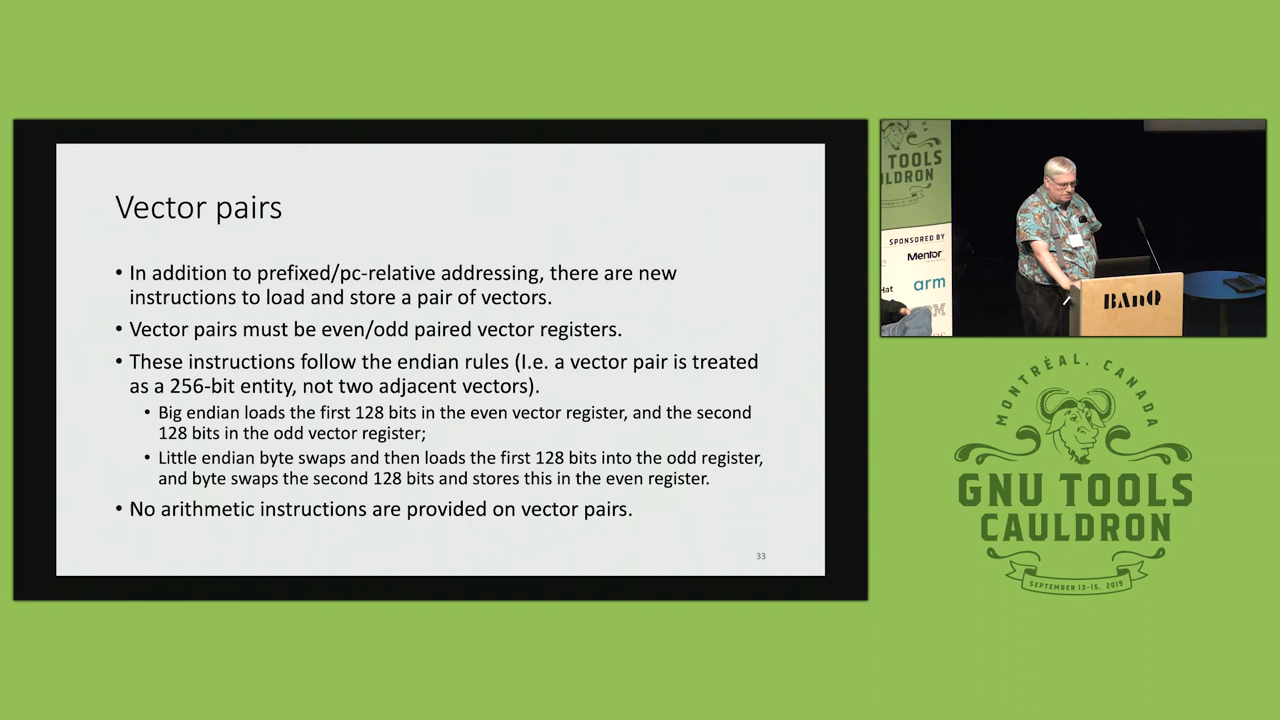 Vector pairs
• In addition to prefixed/pc-relative addressing, there are new
instructions to load and store a pair of vectors.
• Vector pairs must be even/odd paired vector registers.
• These instructions follow the endian rules (I.e. a vector pair is treated
as a 256-bit entity, not two adjacent vectors).
• Big endian loads the first 128 bits in the even vector register, and the second
128 bits in the odd vector register;
• Little endian byte swaps and then loads the first 128 bits into the odd register,
and byte swaps the second 128 bits and stores this in the even register.
• No arithmetic instructions are provided on vector pairs.
33
TOOLS
ULDRON
SPONSORED BY
Mentor
Hat
arm
BAnQ
MONTRÉAL, CANADA
GNU TOOLS
CAULDRON
SEPTEMBER 13-15, 2019